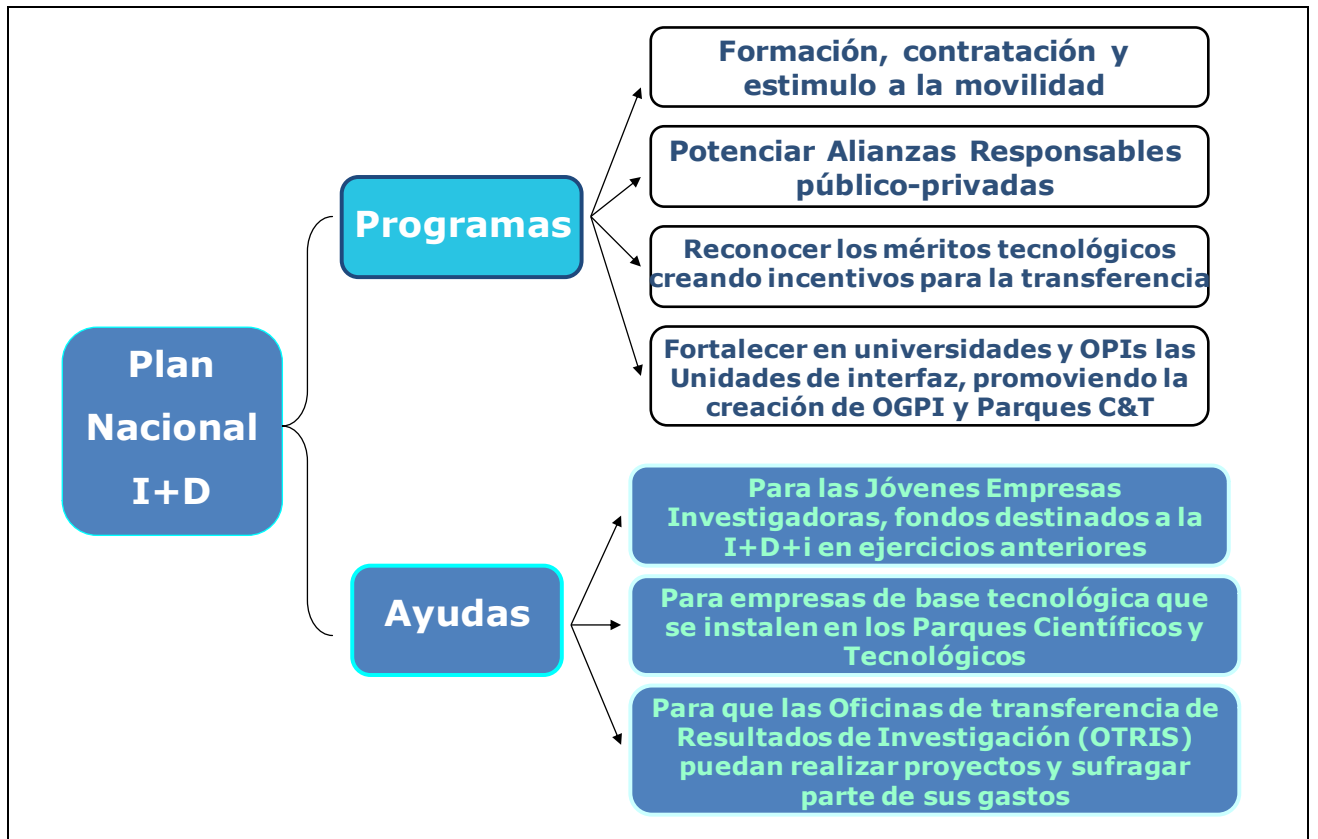 Plan
Nacional
I+D
Programas
Formación, contratación y
estimulo a la movilidad
Potenciar Alianzas Responsables
público-privadas
Reconocer los méritos tecnológicos
creando incentivos para la transferencia
Fortalecer en universidades y OPIs las
Unidades de interfaz, promoviendo la
creación de OGPI y Parques C&T
Ayudas
Para las Jóvenes Empresas
Investigadoras, fondos destinados a la
I+D+i en ejercicios anteriores
Para empresas de base tecnológica que
se instalen en los Parques Científicos y
Tecnológicos
Para que las Oficinas de transferencia de
Resultados de Investigación (OTRIS)
puedan realizar proyectos y sufragar
parte de sus gastos